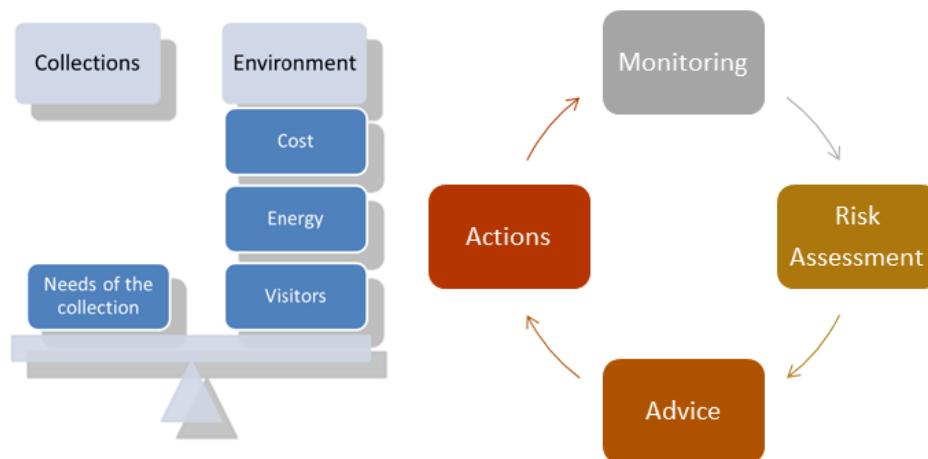 Collections
Environment
Cost
Energy
Needs of the
collection
Visitors
Monitoring
Risk
Assessment
Advice
Actions